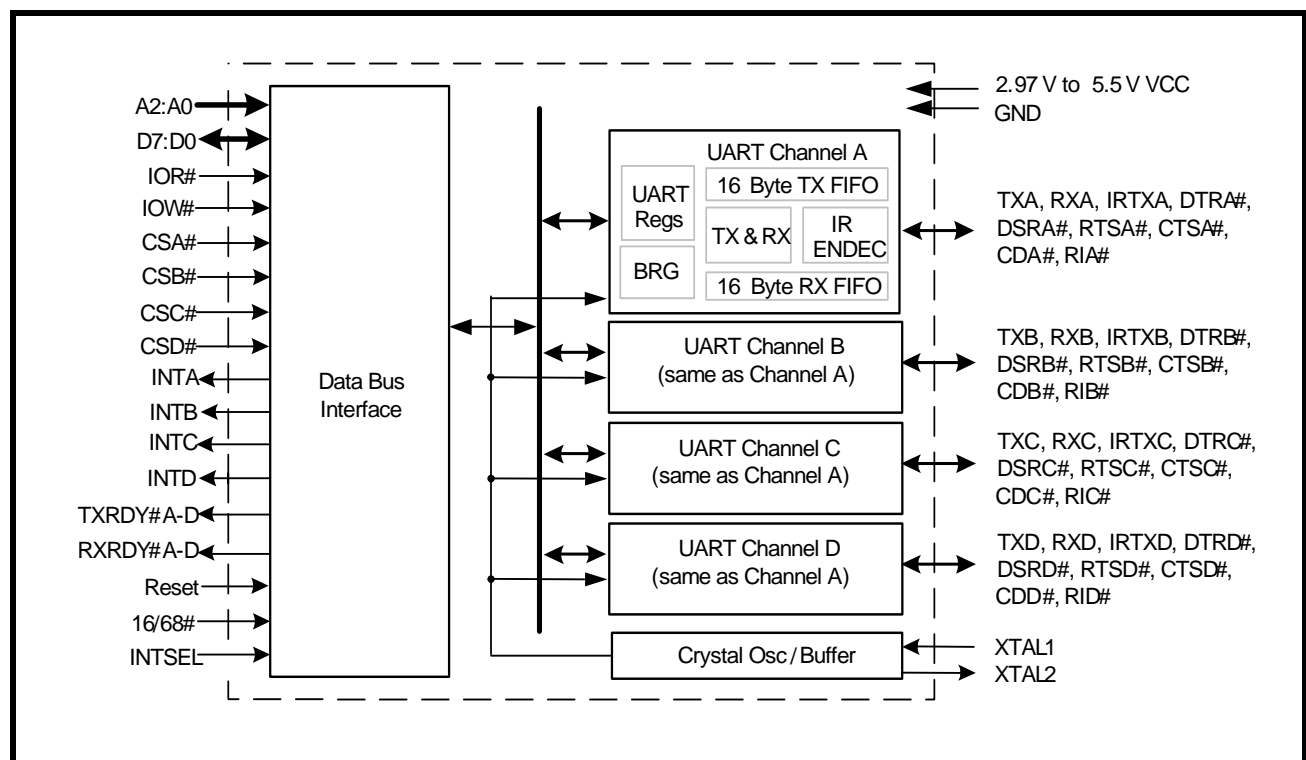 A2:A0
D7:D0
IOR#
IOW#
CSA#
CSB#
CSC#
CSD#
INTA
INTB
INTC
INTD
TXRDY# A-D
RXRDY# A-D
Reset
16/68#
INTSEL
Data Bus
Interface
UART Channel A
UART
Regs
BRG
16 Byte TX FIFO
TX & RX
IR
ENDEC
16 Byte RX FIFO
UART Channel B
(same as Channel A)
UART Channel C
(same as Channel A)
UART Channel D
(same as Channel A)
Crystal Osc / Buffer
2.97 V to 5.5 V VCC
GND
TXA, RXA, IRTXA, DTRA#,
DSRA#, RTSA#, CTSA#,
CDA#, RIA#
TXB, RXB, IRTXB, DTRB#,
DSRB#, RTSB#, CTSB#,
CDB#, RIB#
TXC, RXC, IRTXC, DTRC#,
DSRC#, RTSC#, CTSC#,
CDC#, RIC#
TXD, RXD, IRTXD, DTRD#,
DSRD#, RTSD#, CTSD#,
CDD#, RID#
XTAL1
XTAL2